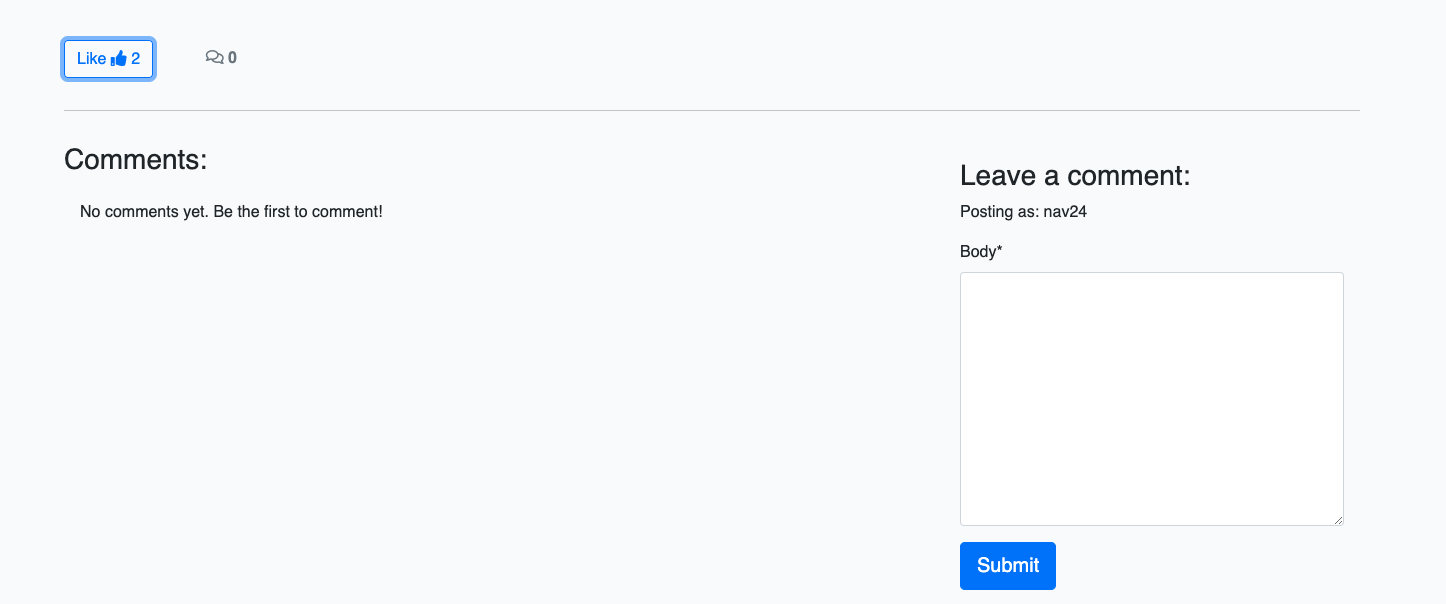 Like 2
0
Comments:
No comments yet. Be the first to comment!
Leave a comment:
Posting as: nav24
Body*
Submit